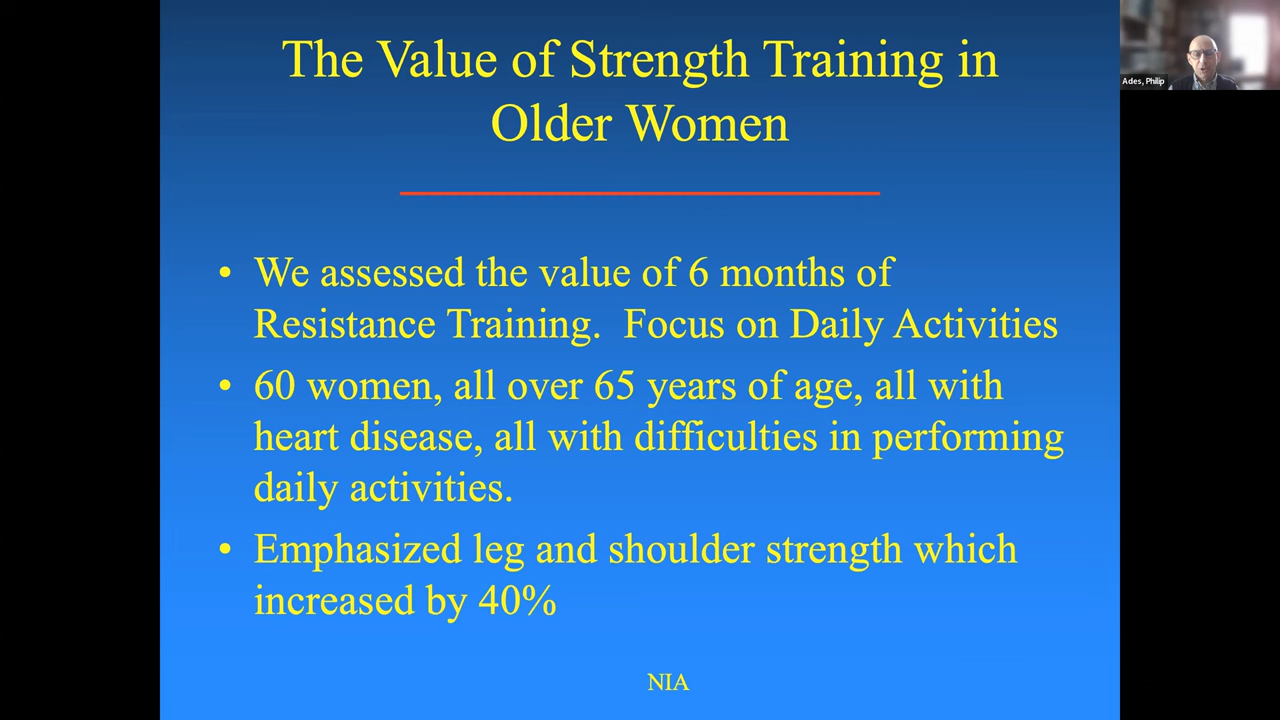 The Value of Strength Training in
Older Women
Ades, Philip
• We assessed the value of 6 months of
Resistance Training.  Focus on Daily Activities
• 60 women, all over 65 years of age, all with
heart disease, all with difficulties in performing
daily activities.
• Emphasized leg and shoulder strength which
increased by 40%
NIA